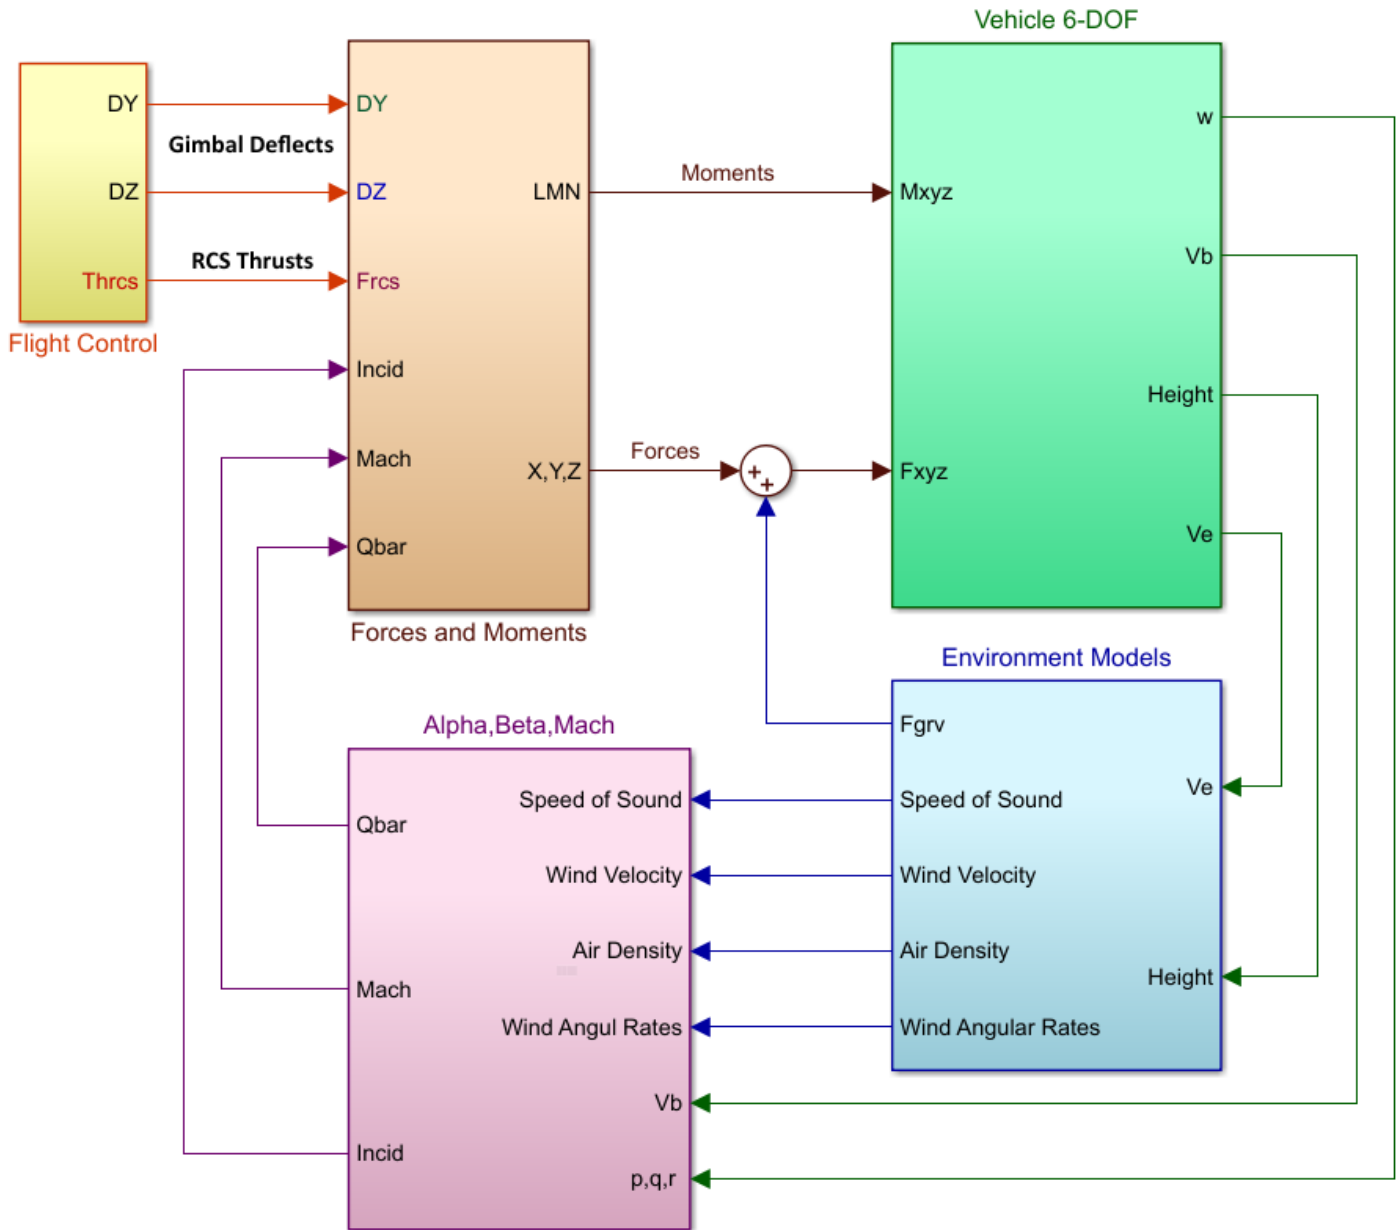 Vehicle 6-DOF
DY
DZ
Thrcs
Flight Control
Gimbal Deflects
RCS Thrusts
DY
DZ
Frcs
Incid
Mach
Qbar
LMN
X,Y,Z
Forces and Moments
Moments
Forces
+
+
Mxyz
Fxyz
w
Vb
Height
Ve
Environment Models
Fgrv
Speed of Sound
Wind Velocity
Air Density
Wind Angular Rates
Ve
Height
Alpha,Beta,Mach
Speed of Sound
Wind Velocity
Air Density
Wind Angul Rates
Vb
p,q,r
Qbar
Mach
Incid